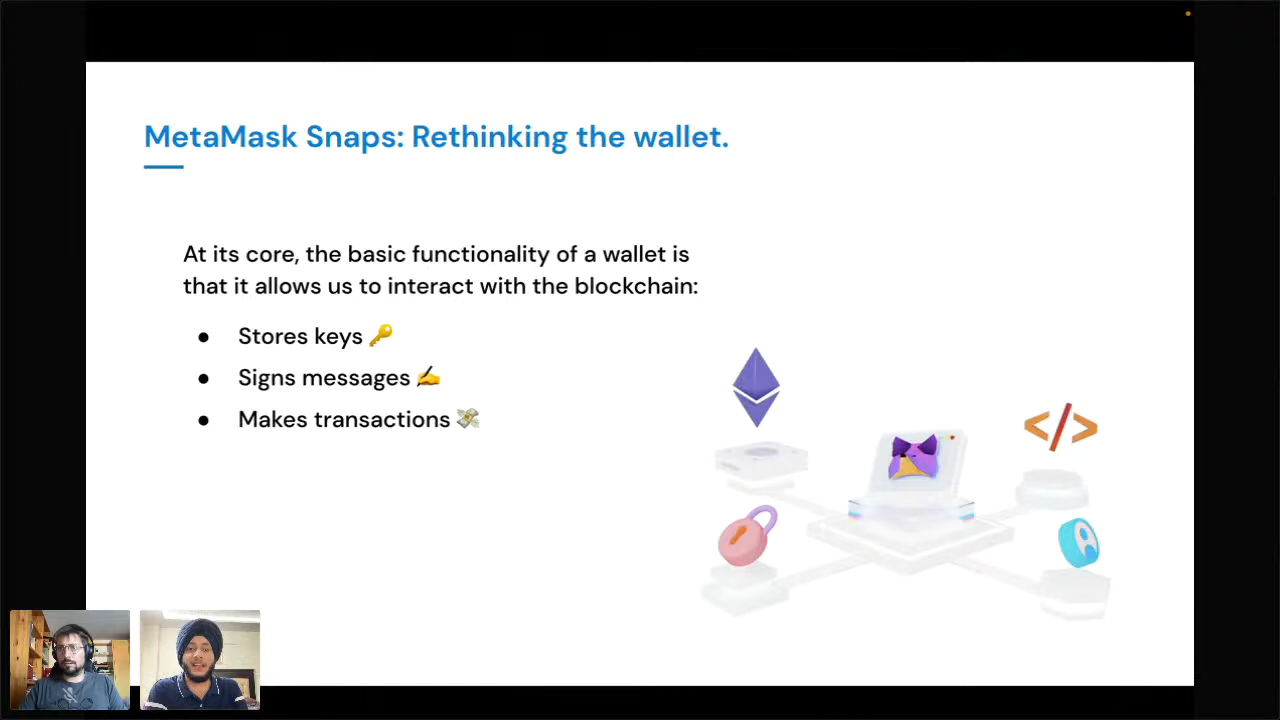 MetaMask Snaps: Rethinking the wallet.
At its core, the basic functionality of a wallet is
that it allows us to interact with the blockchain:
● Stores keys 🔑
● Signs messages ✍️
● Makes transactions 💸
</>